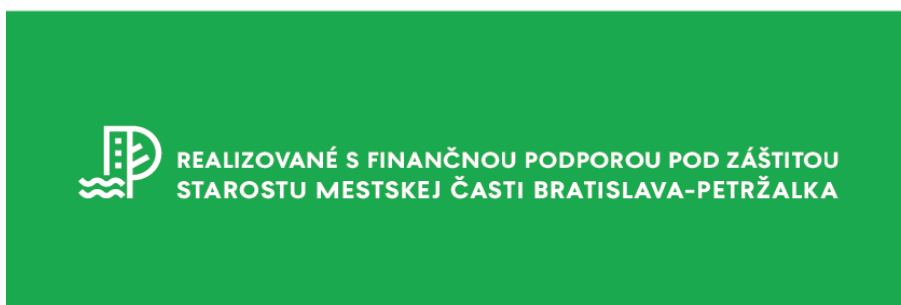 REALIZOVANÉ S FINANČNOU PODPOROU POD ZÁŠTITOU
STAROSTU MESTSKEJ ČASTI BRATISLAVA-PETRŽALKA